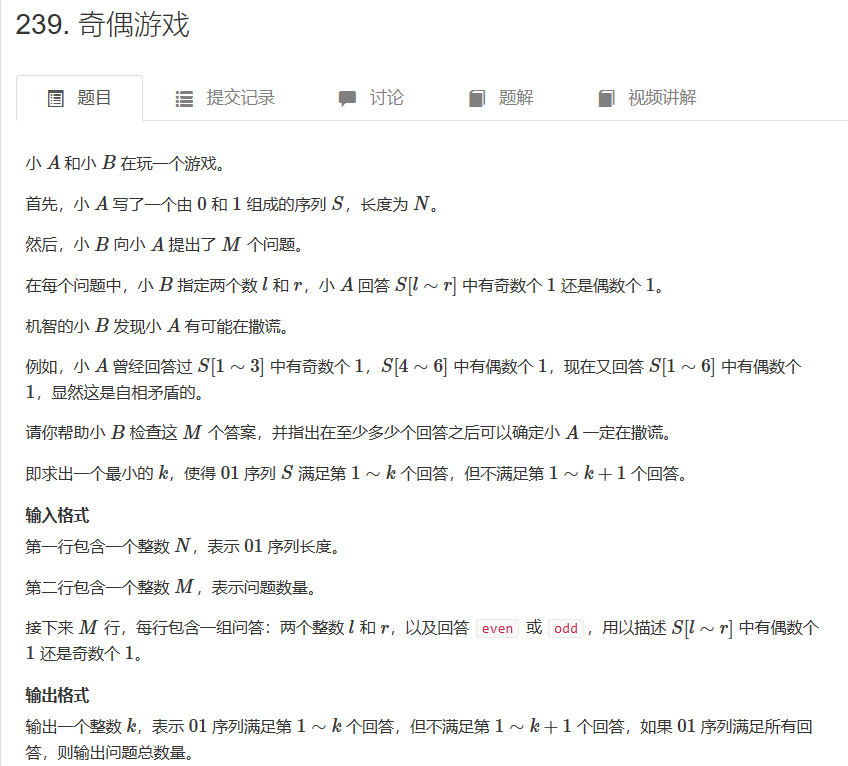 239. 奇偶游戏
题目 提交记录 讨论 题解 视频讲解
小 A 和小 B 在玩一个游戏。
首先，小 A 写了一个由 0 和 1 组成的序列 S，长度为 N。
然后，小 B 向小 A 提出了 M 个问题。
在每个问题中，小 B 指定两个数 l 和 r，小 A 回答 S[l ∼ r] 中有奇数个 1 还是偶数个 1。
机智的小 B 发现小 A 有可能在撒谎。
例如，小 A 曾经回答过 S[1 ∼ 3] 中有奇数个 1，S[4 ∼ 6] 中有偶数个 1，现在又回答 S[1 ∼ 6] 中有偶数个
1，显然这是自相矛盾的。
请你帮助小 B 检查这 M 个答案，并指出在至少多少个回答之后可以确定小 A 一定在撒谎。
即求出一个最小的 k，使得 01 序列 S 满足第 1 ∼ k 个回答，但不满足第 1 ∼ k + 1 个回答。
输入格式
第一行包含一个整数 N，表示 01 序列长度。
第二行包含一个整数 M，表示问题数量。
接下来 M 行，每行包含一组问答：两个整数 l 和 r，以及回答 even 或 odd，用以描述 S[l ∼ r] 中有偶数个
1 还是奇数个 1。
输出格式
输出一个整数 k，表示 01 序列满足第 1 ∼ k 个回答，但不满足第 1 ∼ k + 1 个回答，如果 01 序列满足所有回
答，则输出问题总数量。